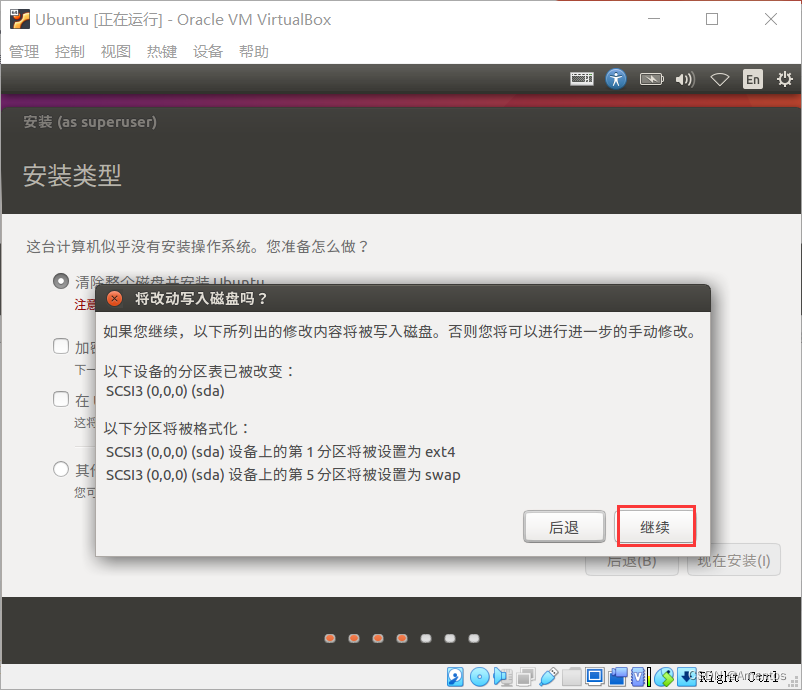 Ubuntu [正在运行] - Oracle VM VirtualBox
管理 控制 视图 热键 设备 帮助
En
安装 (as superuser)
安装类型
这台计算机似乎没有安装操作系统。您准备怎么做？
清除整个磁盘并安装 Ubuntu
注意
将改动写入磁盘吗？
如果您继续，以下所列出的修改内容将被写入磁盘。否则您将可以进行进一步的手动修改。
加密
下一
以下设备的分区表已被改变：
SCSI3 (0,0,0) (sda)
在
这将
以下分区将被格式化：
SCSI3 (0,0,0) (sda) 设备上的第 1 分区将被设置为 ext4
其他
SCSI3 (0,0,0) (sda) 设备上的第 5 分区将被设置为 swap
您可
后退 继续
后退(B) 现在安装(I)
Right Ctrl